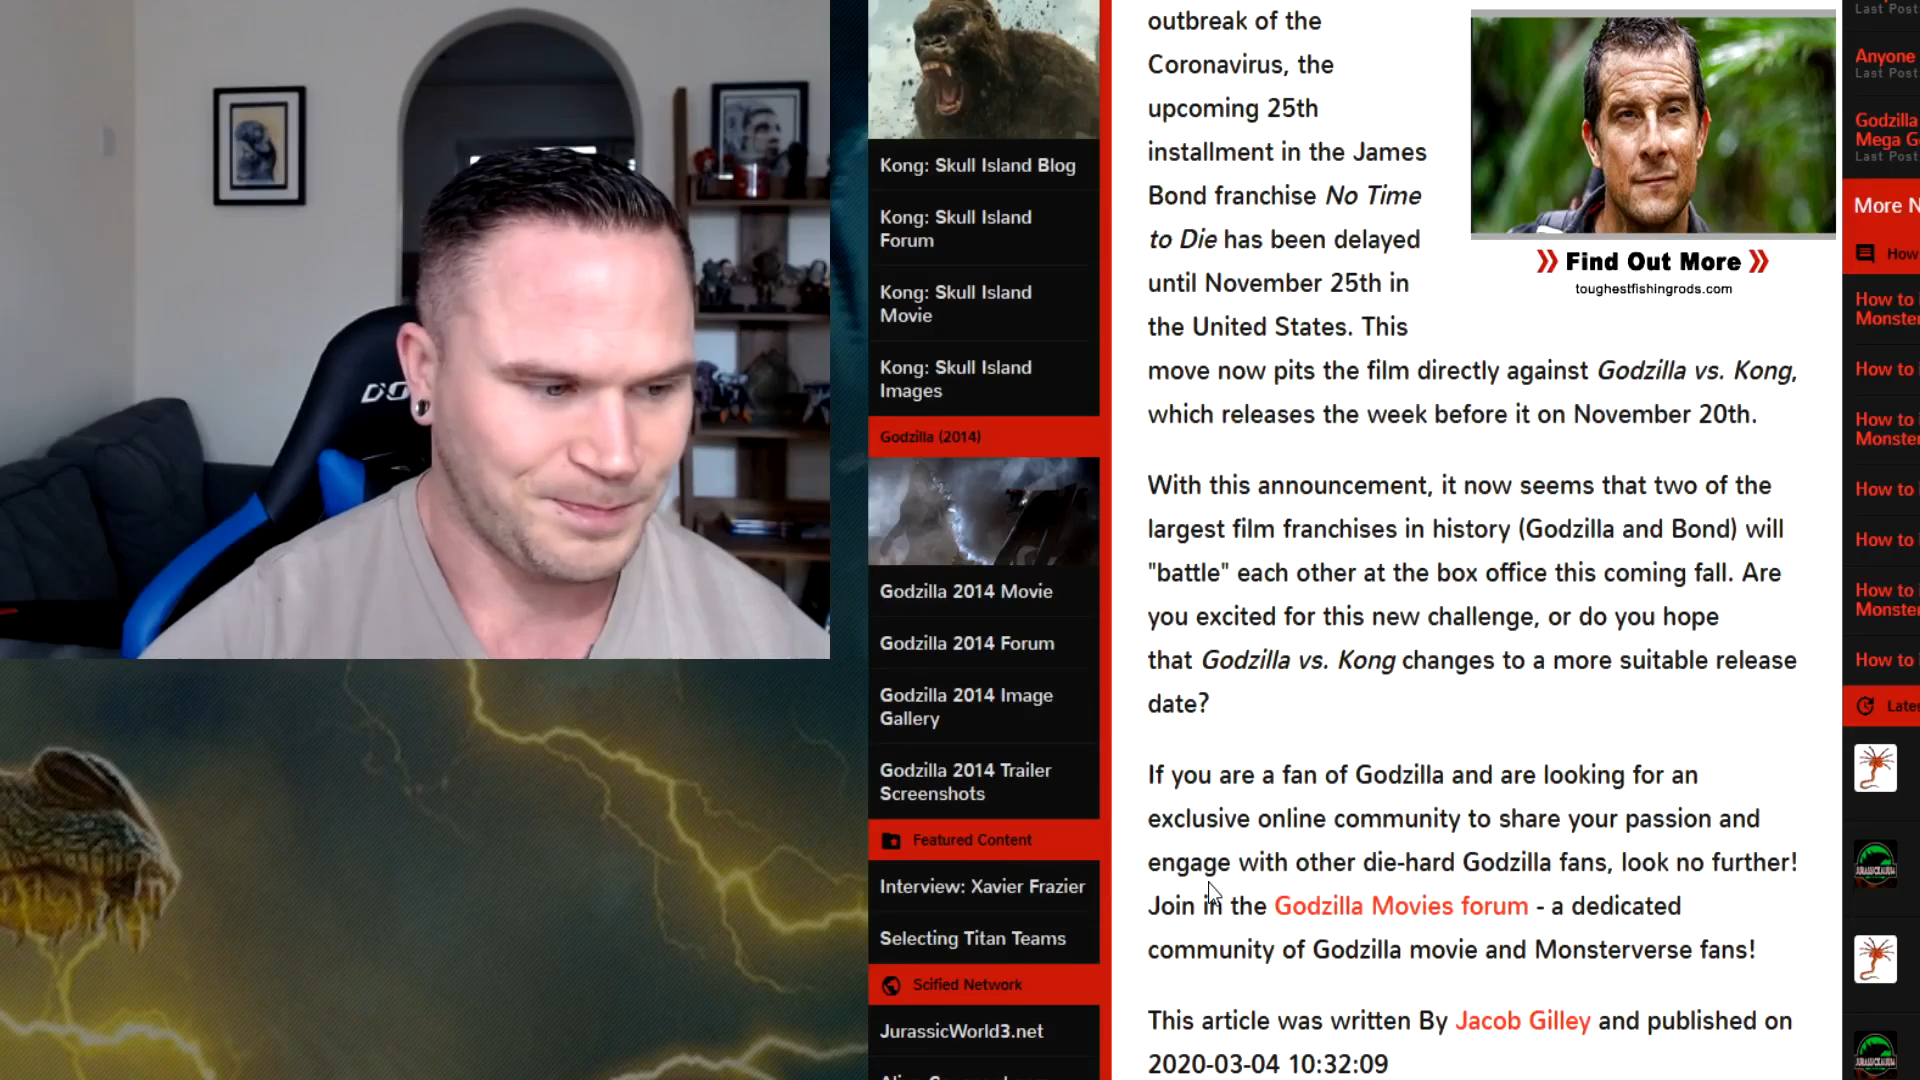 DX
Kong: Skull Island Blog
Kong: Skull Island
Forum
Kong: Skull Island
Movie
Kong: Skull Island
Images
Godzilla (2014)
Godzilla 2014 Movie
Godzilla 2014 Forum
Godzilla 2014 Image
Gallery
Godzilla 2014 Trailer
Screenshots
Featured Content
Interview: Xavier Frazier
Selecting Titan Teams
Scified Network
JurassicWorld3.net
outbreak of the
Coronavirus, the
upcoming 25th
installment in the James
Bond franchise No Time
to Die has been delayed
until November 25th in
the United States. This
move now pits the film directly against Godzilla vs. Kong,
which releases the week before it on November 20th.
With this announcement, it now seems that two of the
largest film franchises in history (Godzilla and Bond) will
"battle" each other at the box office this coming fall. Are
you excited for this new challenge, or do you hope
that Godzilla vs. Kong changes to a more suitable release
date?
If you are a fan of Godzilla and are looking for an
exclusive online community to share your passion and
engage with other die-hard Godzilla fans, look no further!
Join in the Godzilla Movies forum - a dedicated
community of Godzilla movie and Monsterverse fans!
This article was written By Jacob Gilley and published on
2020-03-04 10:32:09
Find Out More
toughestfishingrods.com
Last Post
Anyone
Last Post
Godzilla
Mega G
Last Post
More N
How
How to
Monster
How to
How to
Monster
How to
How to
How to
Monster
How to
Late